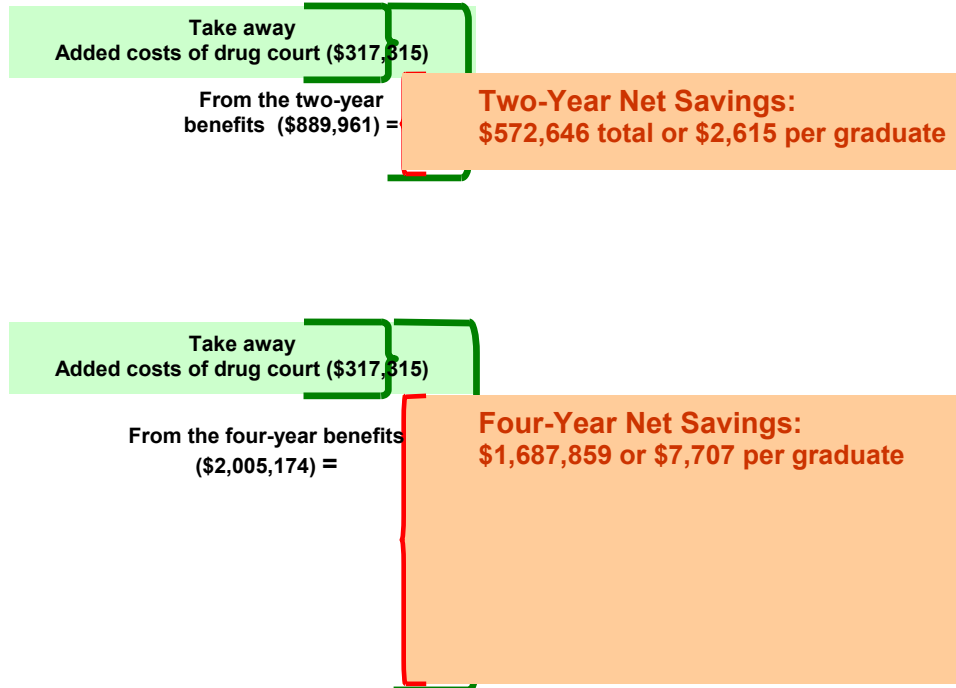 Take away
Added costs of drug court ($317,315)
From the two-year
benefits ($889,961) =
Two-Year Net Savings:
$572,646 total or $2,615 per graduate
Take away
Added costs of drug court ($317,315)
From the four-year benefits
($2,005,174) =
Four-Year Net Savings:
$1,687,859 or $7,707 per graduate